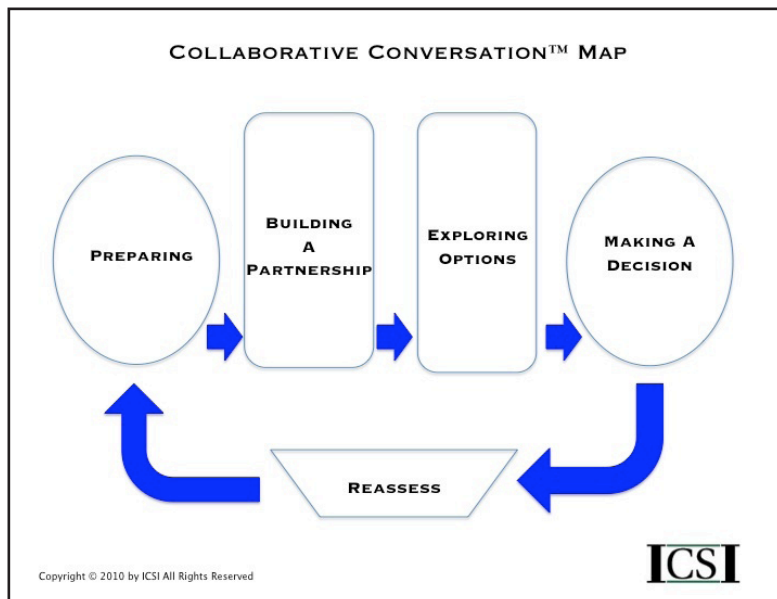 COLLABORATIVE CONVERSATION™ MAP
PREPARING
BUILDING
A
PARTNERSHIP
EXPLORING
OPTIONS
MAKING A
DECISION
REASSESS
Copyright © 2010 by ICSI All Rights Reserved
ICSI